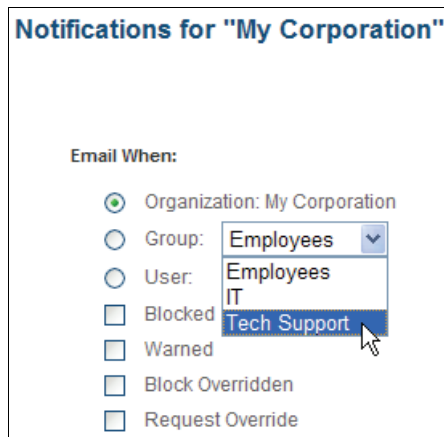 Notifications for "My Corporation"
Email When:
Organization: My Corporation
Group: Employees
User: Employees
IT
Blocked Tech Support
Warned
Block Overridden
Request Override